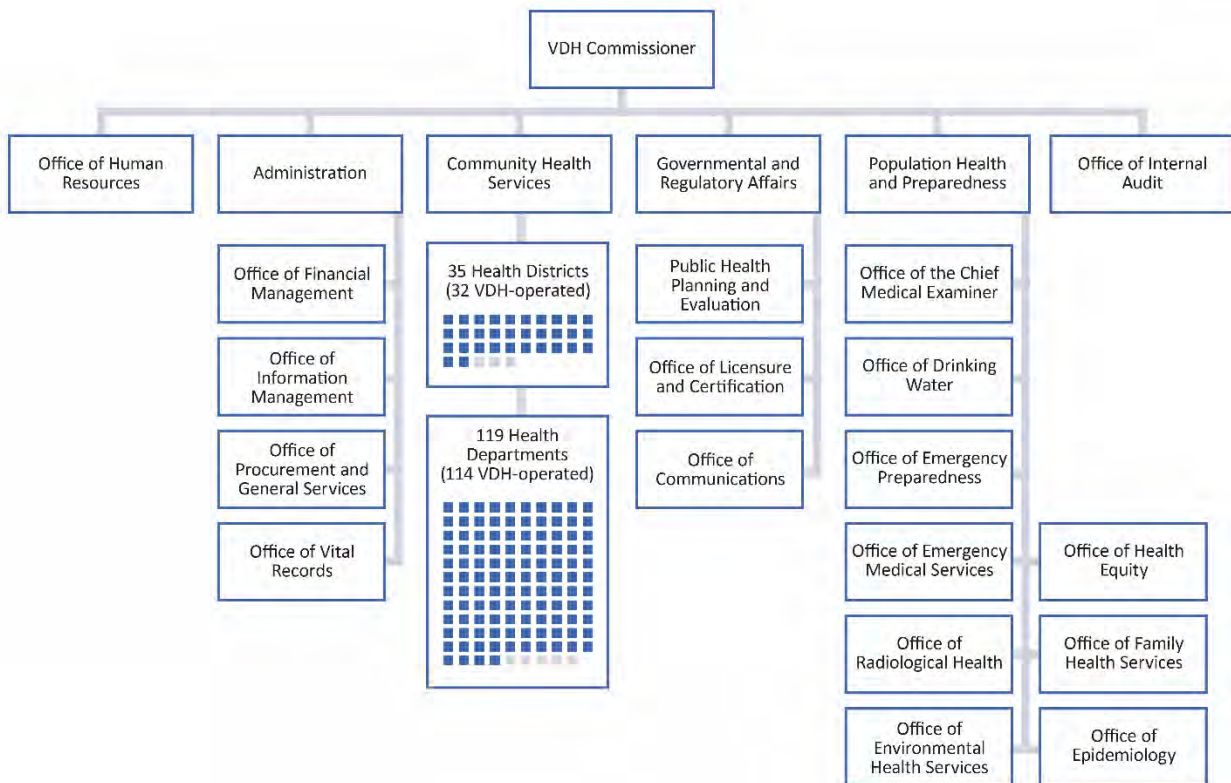 VDH Commissioner
Office of Human
Resources
Administration
Community Health
Services
Governmental and
Regulatory Affairs
Population Health
and Preparedness
Office of Internal
Audit
Office of Financial
Management
Office of
Information
Management
Office of
Procurement and
General Services
Office of Vital
Records
35 Health Districts
(32 VDH-operated)
119 Health
Departments
(114 VDH-operated)
Public Health
Planning and
Evaluation
Office of Licensure
and Certification
Office of
Communications
Office of the Chief
Medical Examiner
Office of Drinking
Water
Office of Emergency
Preparedness
Office of Emergency
Medical Services
Office of
Radiological Health
Office of
Environmental
Health Services
Office of Health
Equity
Office of Family
Health Services
Office of
Epidemiology